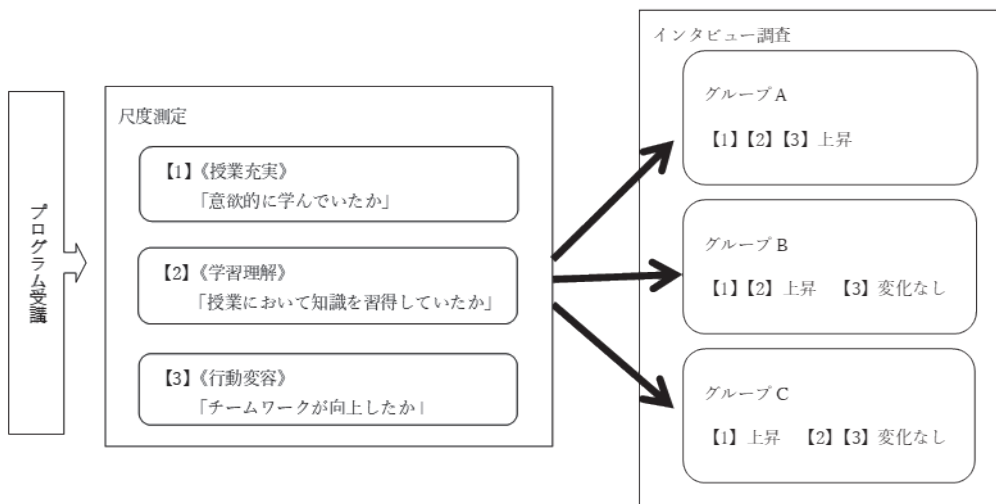 プログラム受講
尺度測定
【1】《授業充実》
「意欲的に学んでいたか」
【2】《学習理解》
「授業において知識を習得していたか」
【3】《行動変容》
「チームワークが向上したか」
インタビュー調査
グループ A
【1】【2】【3】上昇
グループ B
【1】【2】上昇　【3】変化なし
グループ C
【1】上昇　【2】【3】変化なし